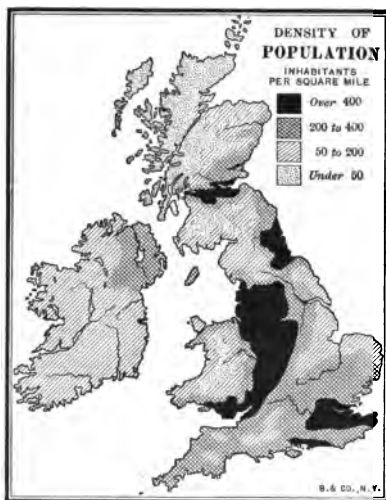 DENSITY OF
POPULATION
INHABITANTS
PER SQUARE MILE
Over 400
200 to 400
50 to 200
Under 50
B. & CO., N.Y.